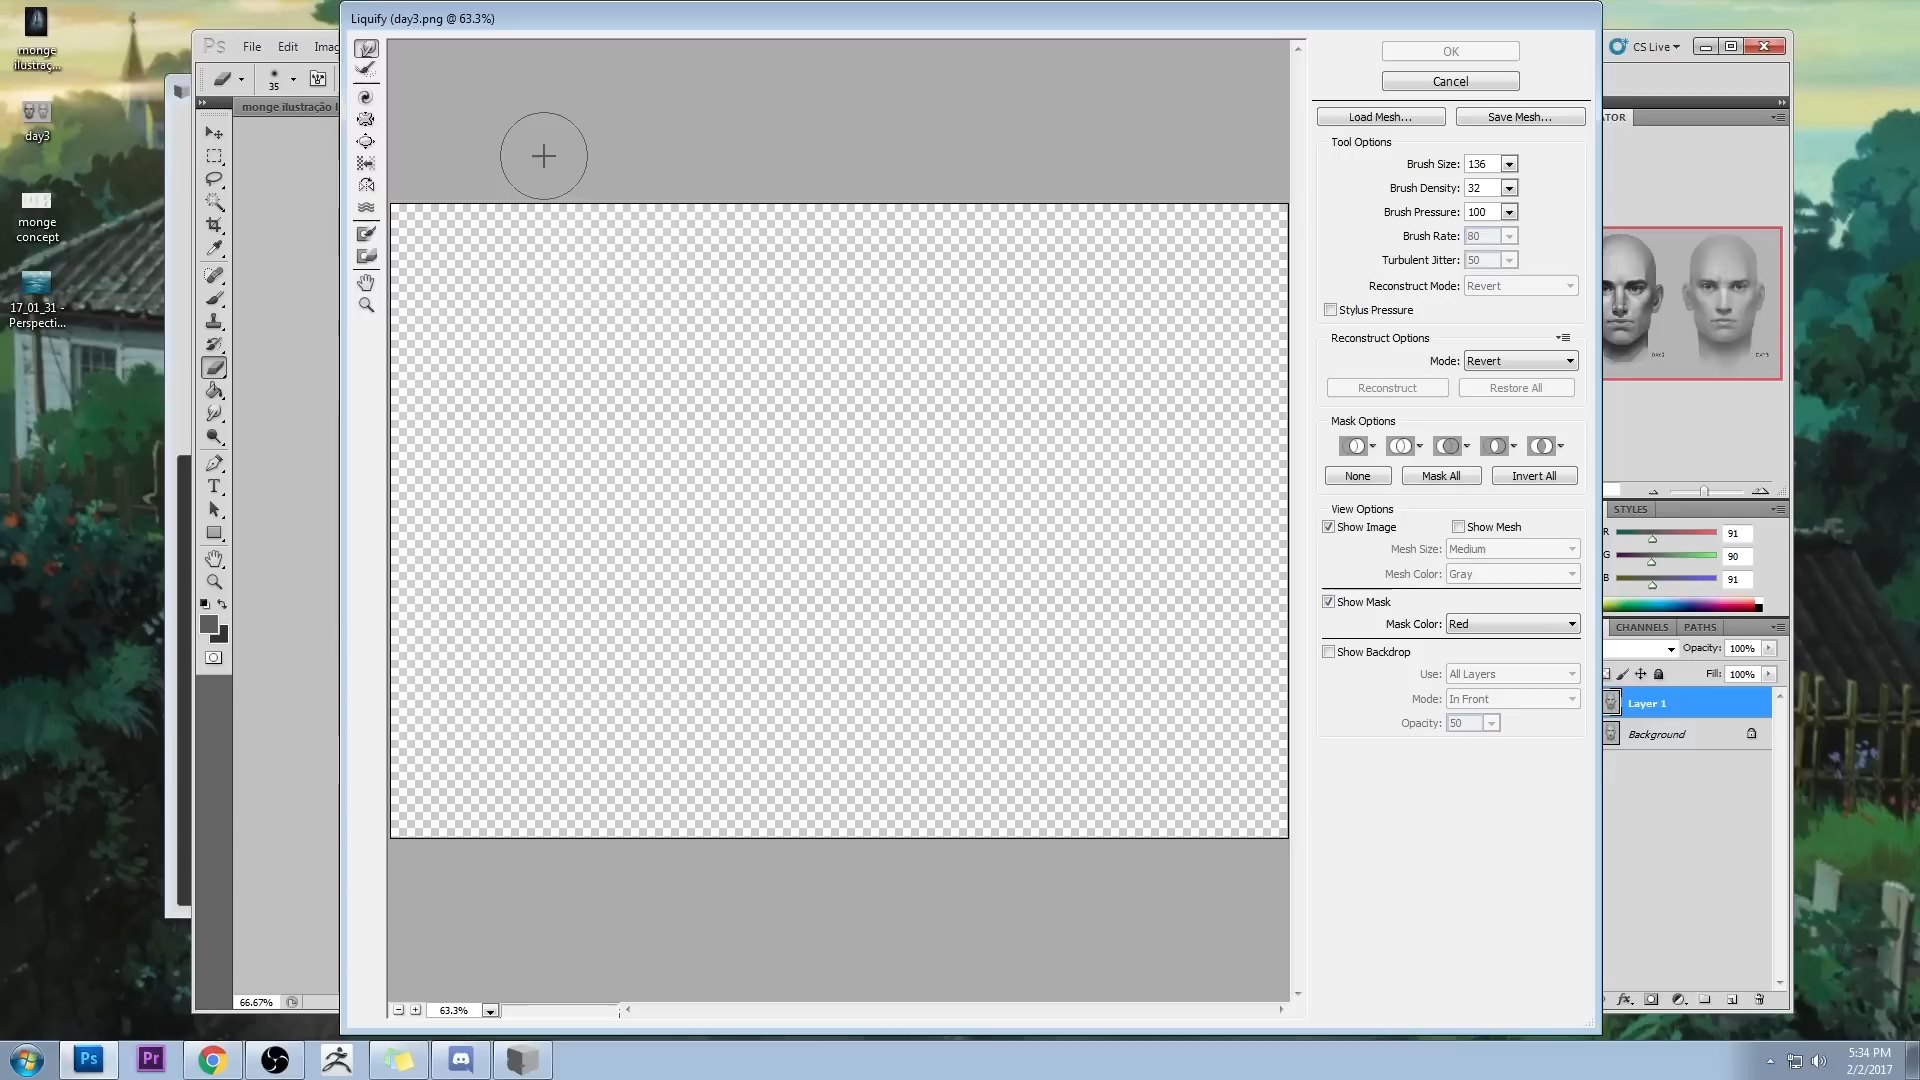 Liquify (day3.png @ 63.3%)
monge
ilustraç...
day3
monge
concept
17_01_31 -
Perspecti...
Ps
File
Edit
Imag
35
monge ilustração l
66.67%
63.3%
OK
Cancel
Load Mesh...
Save Mesh...
Tool Options
Brush Size: 136
Brush Density: 32
Brush Pressure: 100
Brush Rate: 80
Turbulent Jitter: 50
Reconstruct Mode: Revert
Stylus Pressure
Reconstruct Options
Mode: Revert
Reconstruct
Restore All
Mask Options
None
Mask All
Invert All
View Options
Show Image
Show Mesh
Mesh Size: Medium
Mesh Color: Gray
Show Mask
Mask Color: Red
Show Backdrop
Use: All Layers
Mode: In Front
Opacity: 50
CS Live
ATOR
STYLES
R 91
G 90
B 91
CHANNELS
PATHS
Opacity: 100%
Fill: 100%
Layer 1
Background
fx
Ps
Pr
5:34 PM
2/2/2017